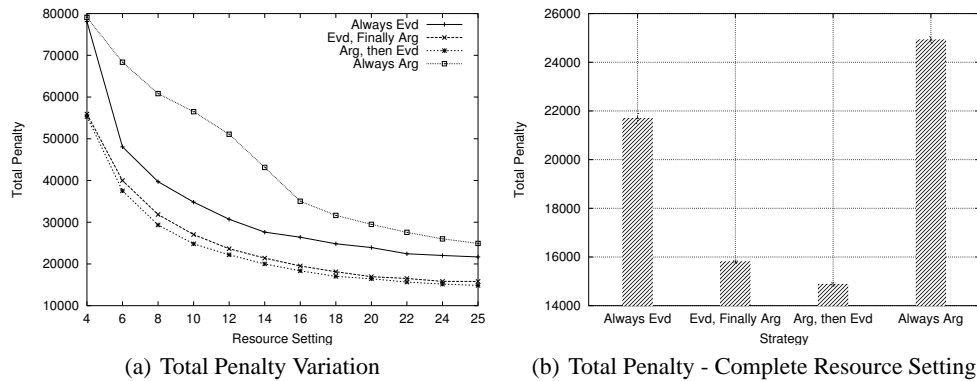 80000
70000
60000
50000
40000
30000
20000
10000
Total Penalty
Always Evd
Evd, Finally Arg
Arg, then Evd
Always Arg
4 6 8 10 12 14 16 18 20 22 24 25
Resource Setting
(a) Total Penalty Variation
26000
24000
22000
20000
18000
16000
14000
Total Penalty
Always Evd Evd, Finally Arg Arg, then Evd Always Arg
Strategy
(b) Total Penalty - Complete Resource Setting